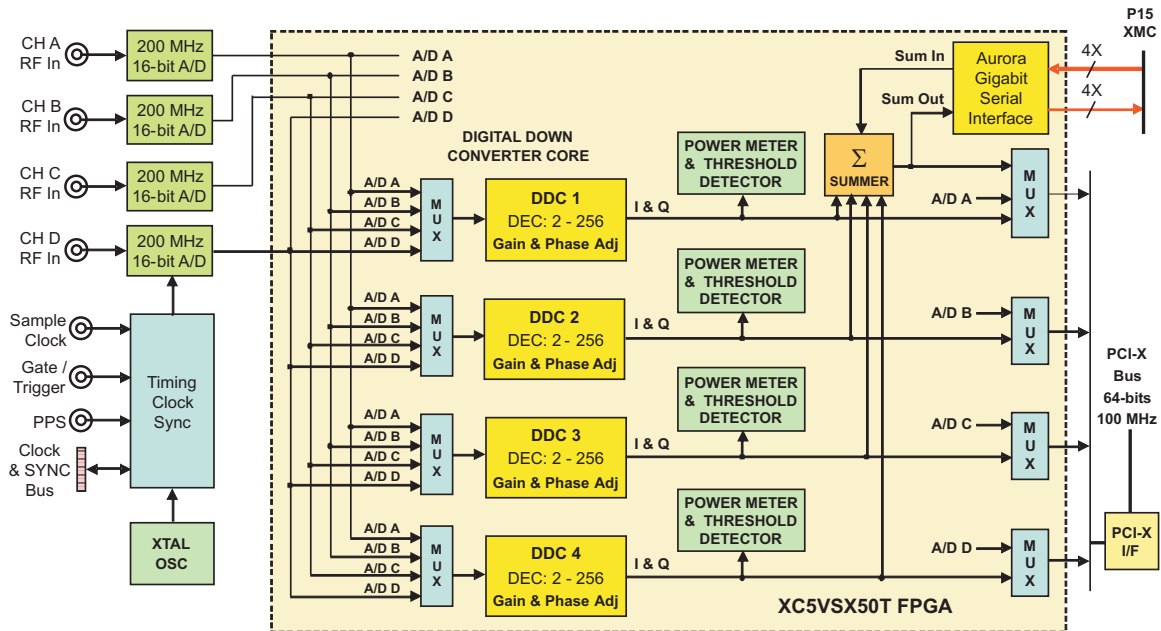 CH A
RF In
200 MHz
16-bit A/D
CH B
RF In
200 MHz
16-bit A/D
CH C
RF In
200 MHz
16-bit A/D
CH D
RF In
200 MHz
16-bit A/D
Sample
Clock
Gate /
Trigger
PPS
Clock
& SYNC
Bus
Timing
Clock
Sync
XTAL
OSC
A/D A
A/D B
A/D C
A/D D
DIGITAL DOWN
CONVERTER CORE
A/D A
A/D B
A/D C
A/D D
M
U
X
DDC 1
DEC: 2 - 256
Gain & Phase Adj
I & Q
POWER METER
& THRESHOLD
DETECTOR
A/D A
A/D B
A/D C
A/D D
M
U
X
DDC 2
DEC: 2 - 256
Gain & Phase Adj
I & Q
POWER METER
& THRESHOLD
DETECTOR
A/D A
A/D B
A/D C
A/D D
M
U
X
DDC 3
DEC: 2 - 256
Gain & Phase Adj
I & Q
POWER METER
& THRESHOLD
DETECTOR
A/D A
A/D B
A/D C
A/D D
M
U
X
DDC 4
DEC: 2 - 256
Gain & Phase Adj
I & Q
POWER METER
& THRESHOLD
DETECTOR
Sum In
Sum Out
Σ
SUMMER
Aurora
Gigabit
Serial
Interface
4X
4X
P15
XMC
A/D A
M
U
X
A/D B
M
U
X
A/D C
M
U
X
A/D D
M
U
X
XC5VSX50T FPGA
PCI-X
Bus
64-bits
100 MHz
PCI-X
I/F